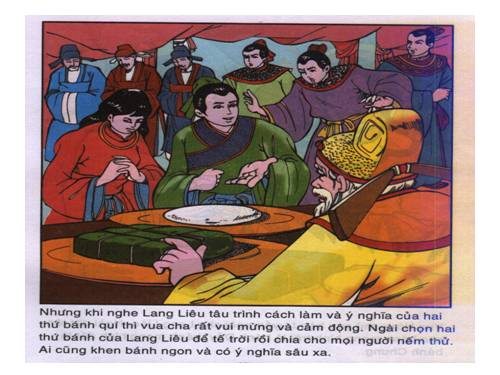 Nhưng khi nghe Lang Liêu tâu trình cách làm và ý nghĩa của hai
thứ bánh quí thì vua cha rất vui mừng và cảm động. Ngài chọn hai
thứ bánh của Lang Liêu để tế trời rồi chia cho mọi người nếm thử.
Ai cũng khen bánh ngon và có ý nghĩa sâu xa.